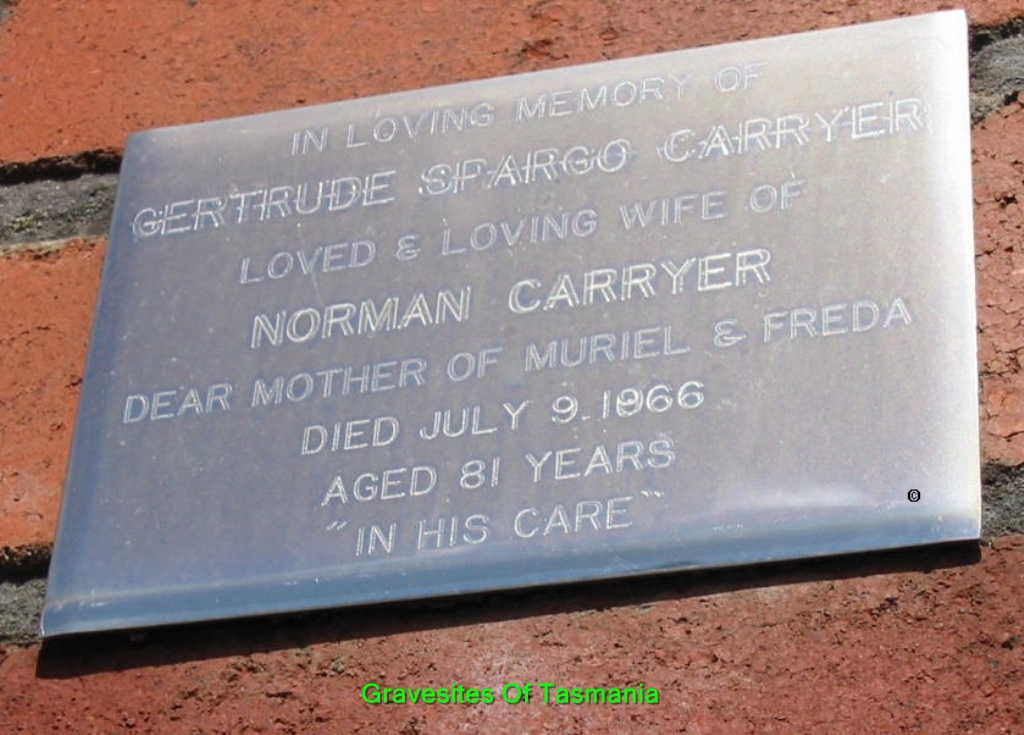 IN LOVING MEMORY OF
GERTRUDE SPARGO CARRYER
LOVED & LOVING WIFE OF
NORMAN CARRYER
DEAR MOTHER OF MURIEL & FREDA
DIED JULY 9. 1966
AGED 81 YEARS
"IN HIS CARE"
©
Gravesites Of Tasmania